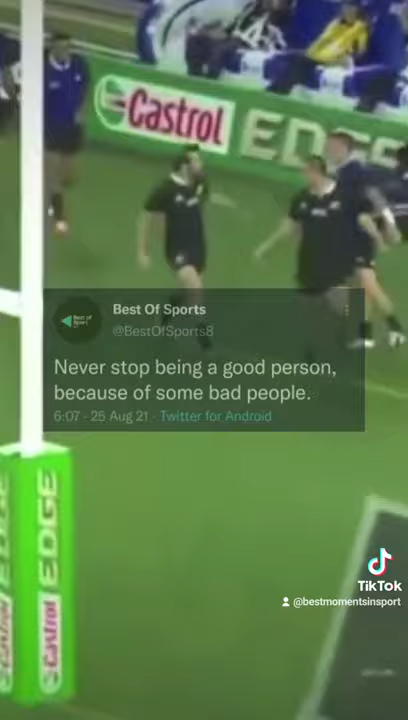 Castrol EDGE
Best Of Sports
@BestOfSports8
Never stop being a good person,
because of some bad people.
6:07 - 25 Aug 21 · Twitter for Android
EDGE
Castrol
EDGE
Castrol
TikTok
@bestmomentsinsport